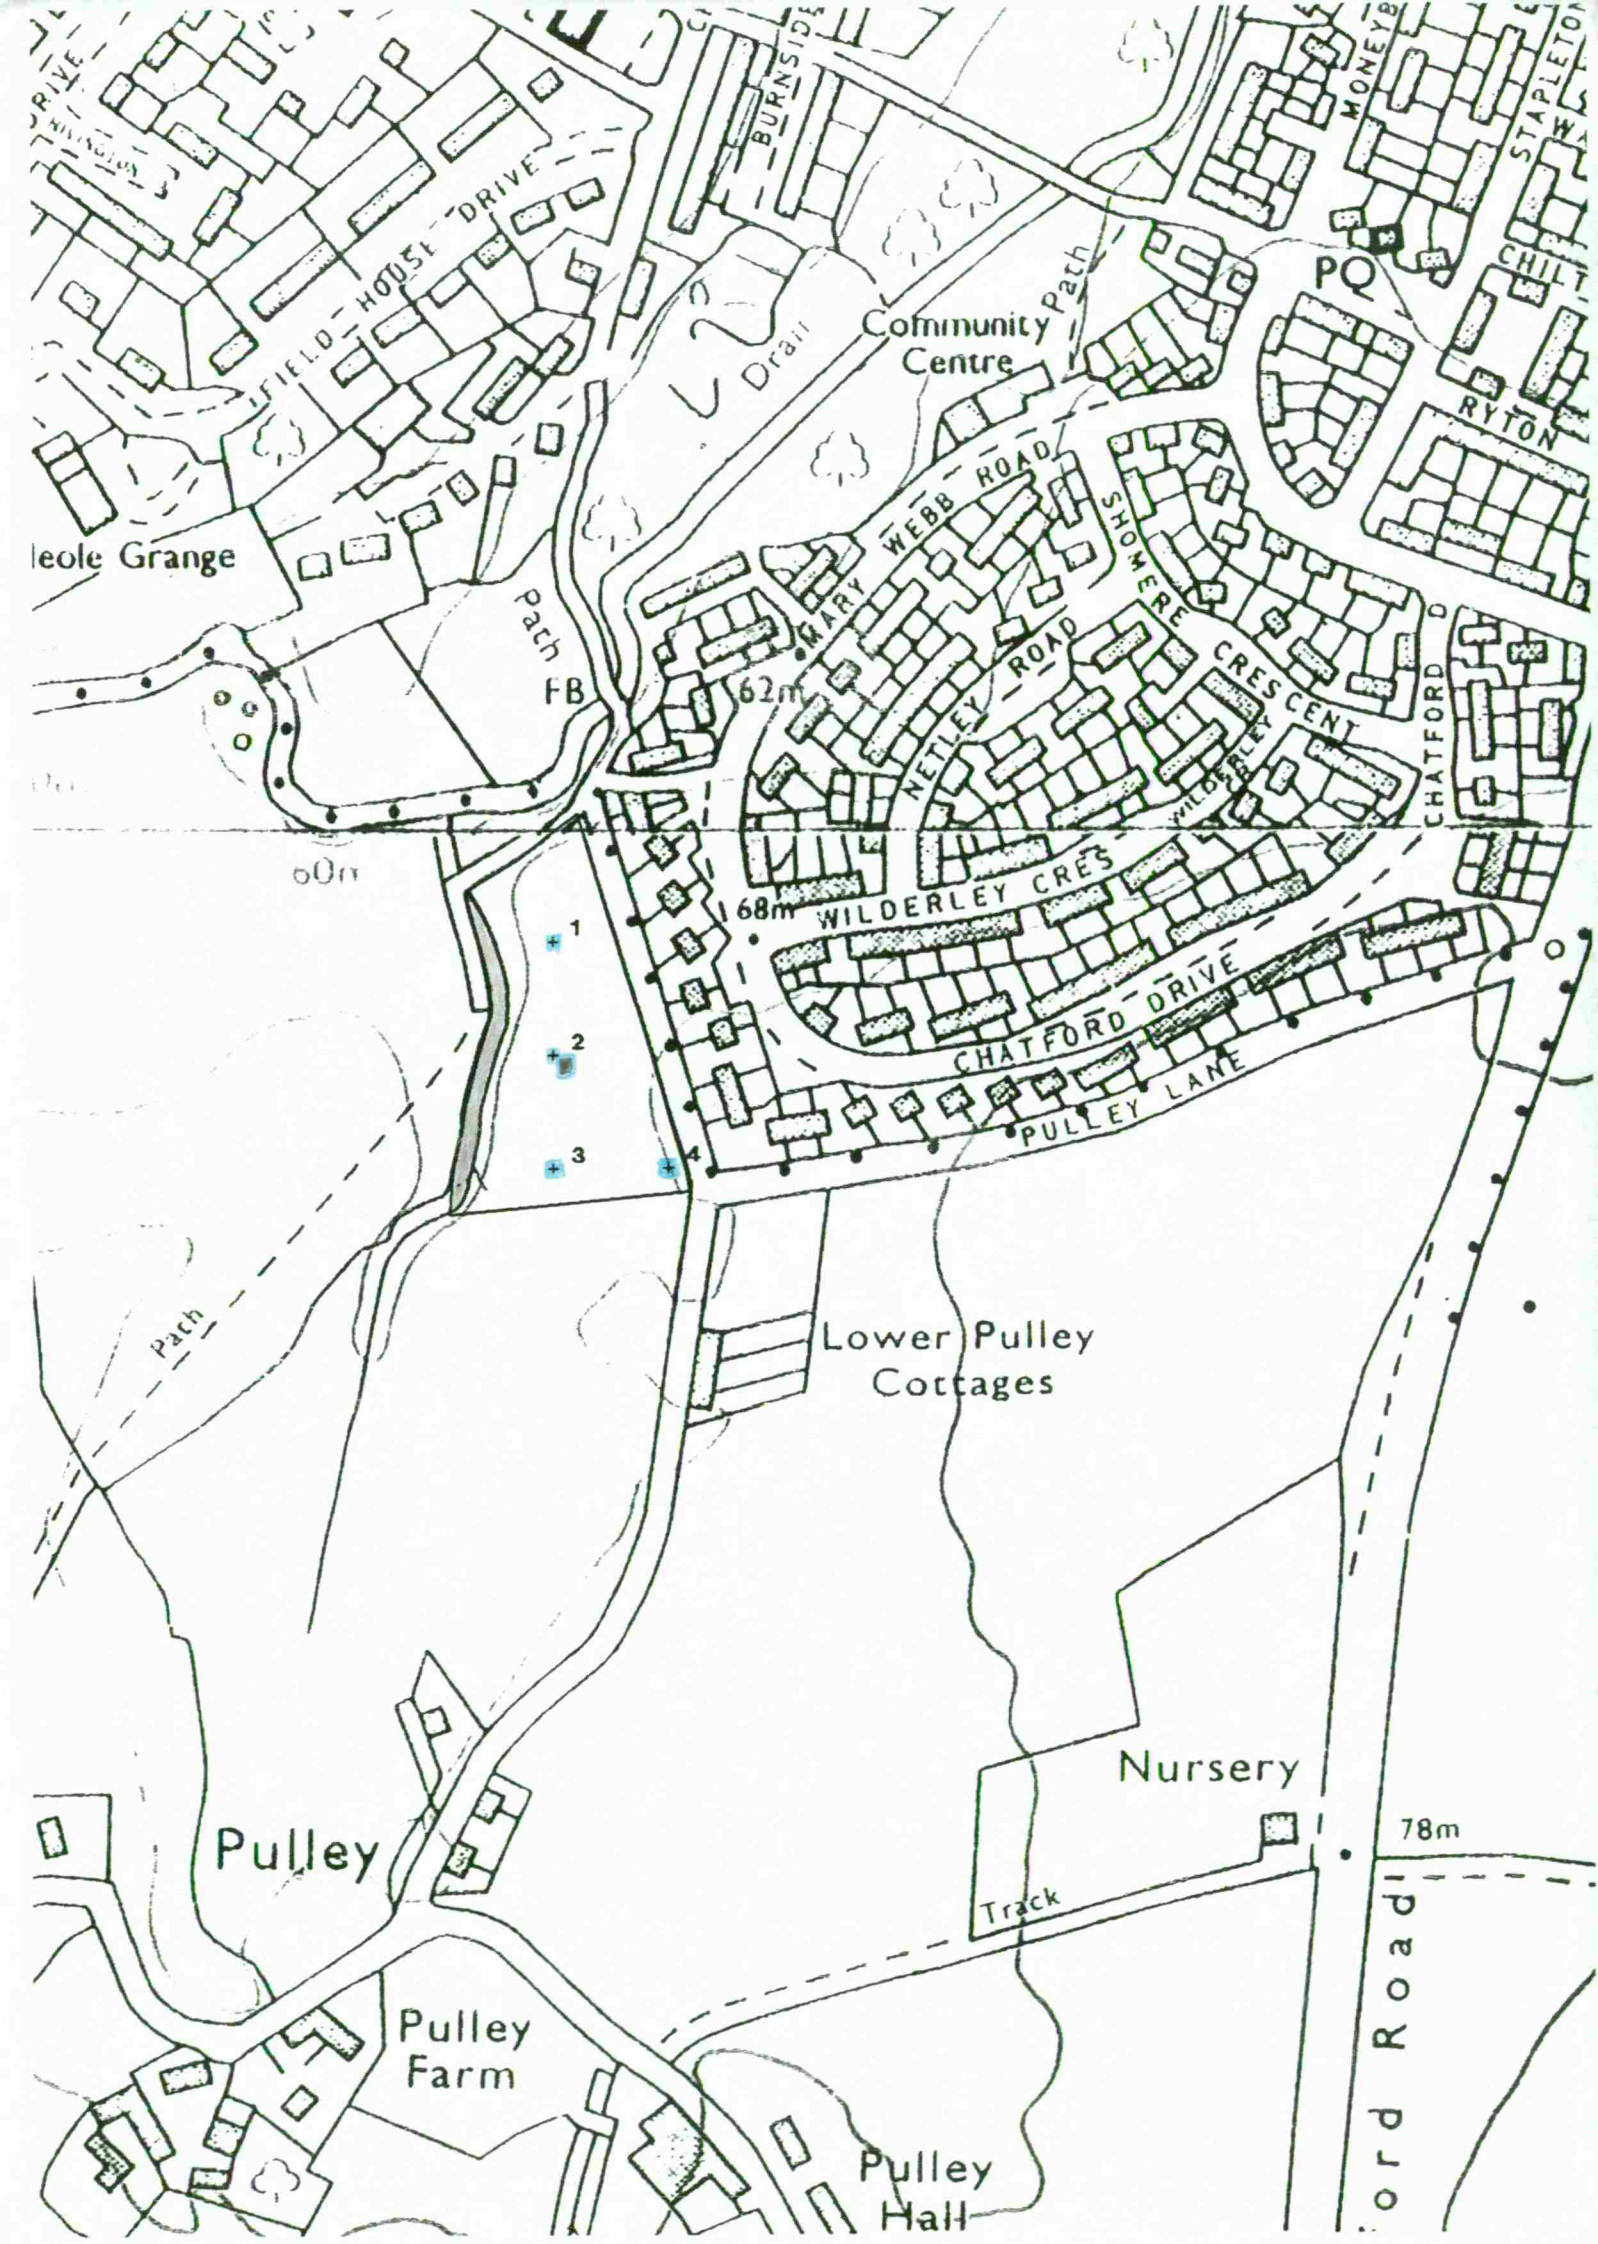 BURNSIDE
MONEYB
STAPLETON
WA
DRIVE
FIELD HOUSE DRIVE
CHILT
PO
Path
Community
Centre
Drain
RYTON
MARY WEBB ROAD
SHOMERE CRESCENT
leole Grange
Path
FB
62m
NETLEY ROAD
WILDERLEY
CHATFORD D
60m
68m
WILDERLEY CRES
1
2
3
4
CHATFORD DRIVE
PULLEY LANE
Path
Lower Pulley
Cottages
Nursery
78m
Pulley
Track
Pulley
Farm
ord Road
Pulley
Hall